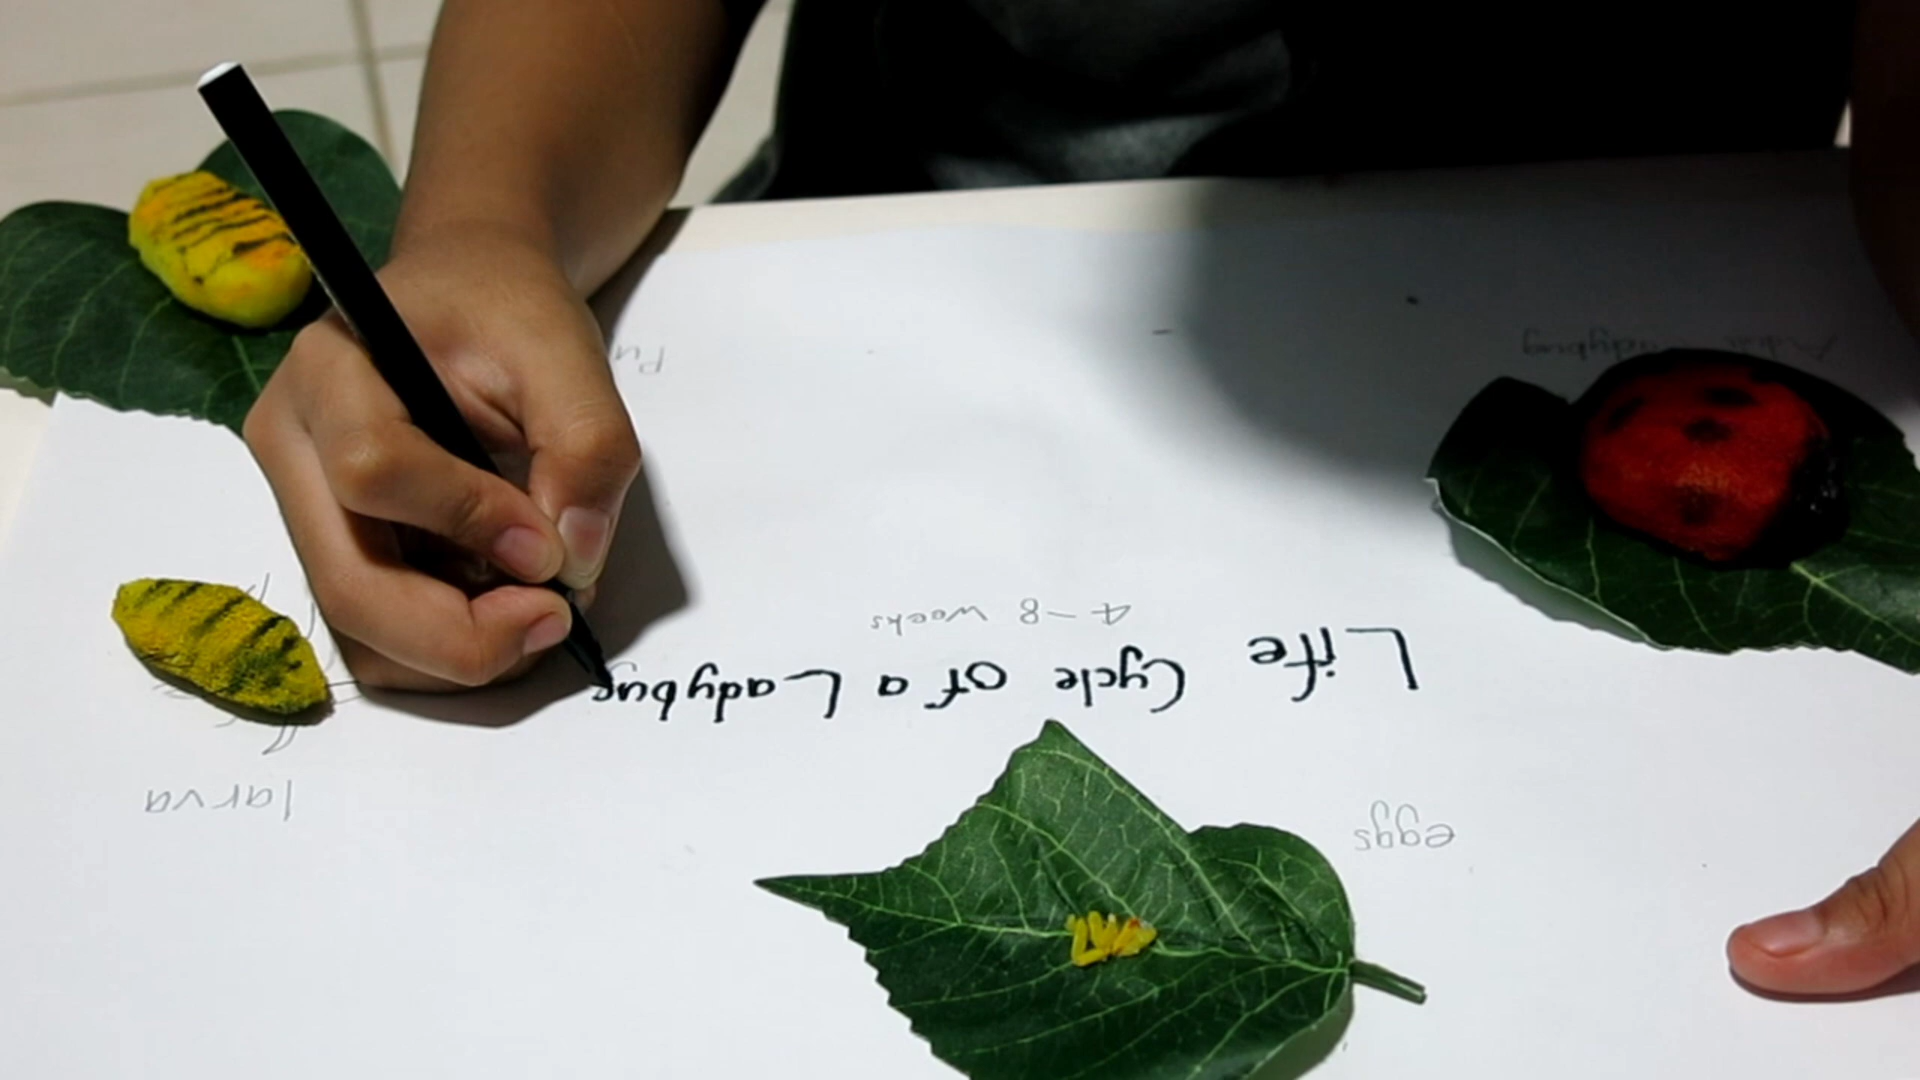 eggs
larva
Life Cycle of a Ladybug
4-8 weeks
Pu
Adult Ladybug